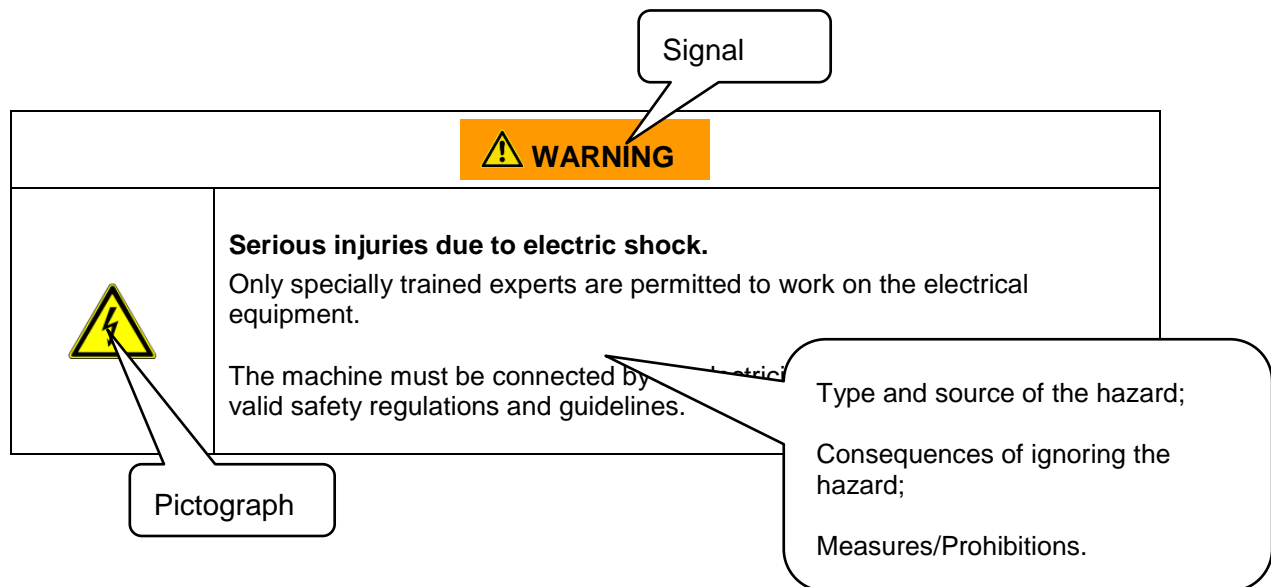 Signal
WARNING
Serious injuries due to electric shock.
Only specially trained experts are permitted to work on the electrical
equipment.
The machine must be connected by
valid safety regulations and guidelines.
Type and source of the hazard;
Consequences of ignoring the
hazard;
Measures/Prohibitions.
Pictograph